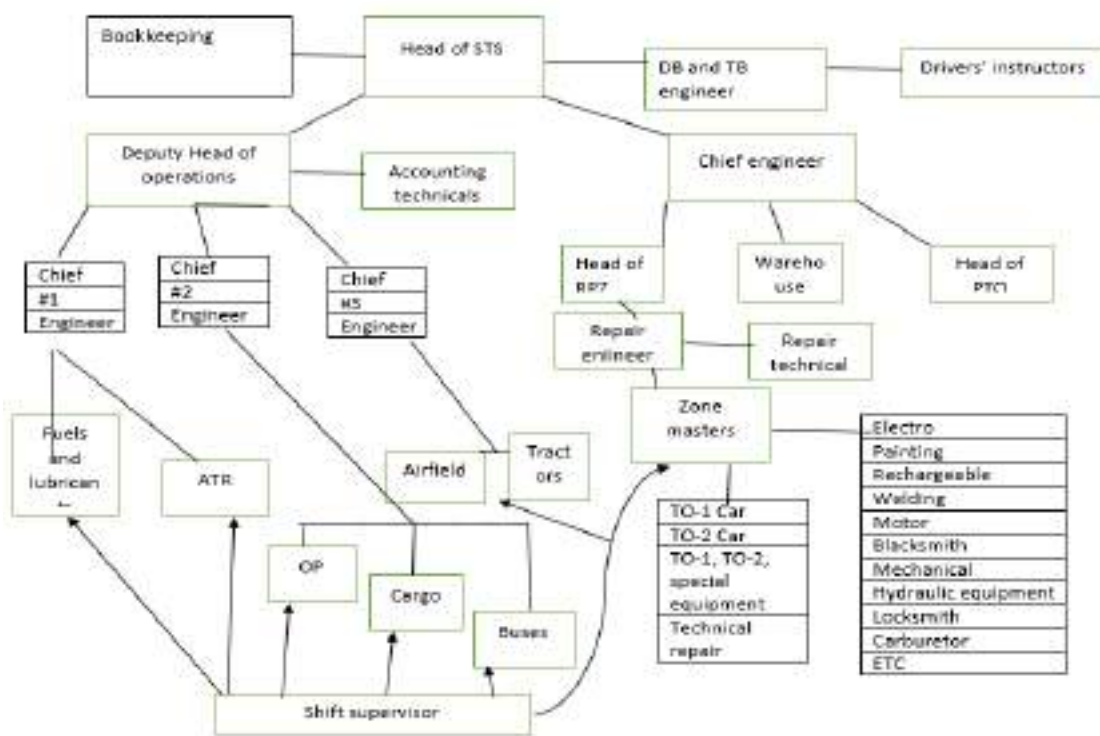 Bookkeeping
Head of STS
DB and TB
engineer
Drivers' instructors
Deputy Head of
operations
Accounting
technicals
Chief engineer
Chief
#1
Engineer
Chief
#2
Engineer
Chief
Engineer
Head of
Wareho
use
Head of
Repair
enlineer
Repair
technical
Zone
masters
Fuels
and
lubrican
ATR
Airfield
Tract
ors
OP
Cargo
Buses
TO-1 Car
TO-2 Car
TO-1, TO-2,
special
equipment
Technical
repair
Electro
Painting
Rechargeable
Welding
Motor
Blacksmith
Mechanical
Hydraulic equipment
Locksmith
Carburetor
ETC
Shift supervisor